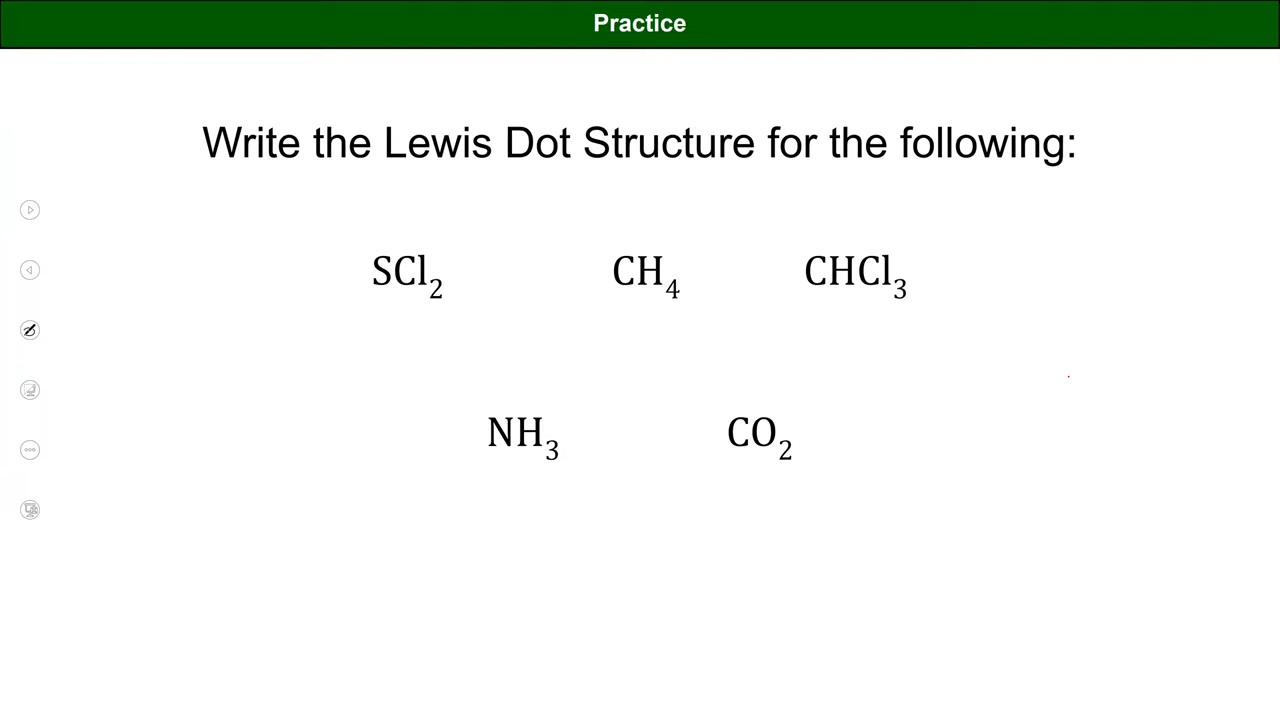 Practice
Write the Lewis Dot Structure for the following:
SCl₂ CH₄ CHCl₃
NH₃ CO₂